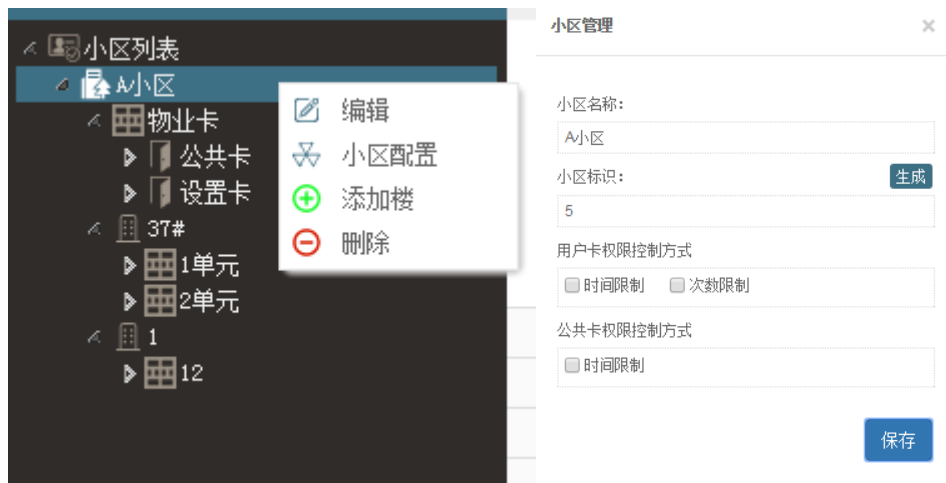 小区列表
A小区
物业卡
公共卡
设置卡
37#
1单元
2单元
1
12
编辑
小区配置
添加楼
删除
小区管理
×
小区名称:
A小区
小区标识: 生成
5
用户卡权限控制方式
时间限制 次数限制
公共卡权限控制方式
时间限制
保存